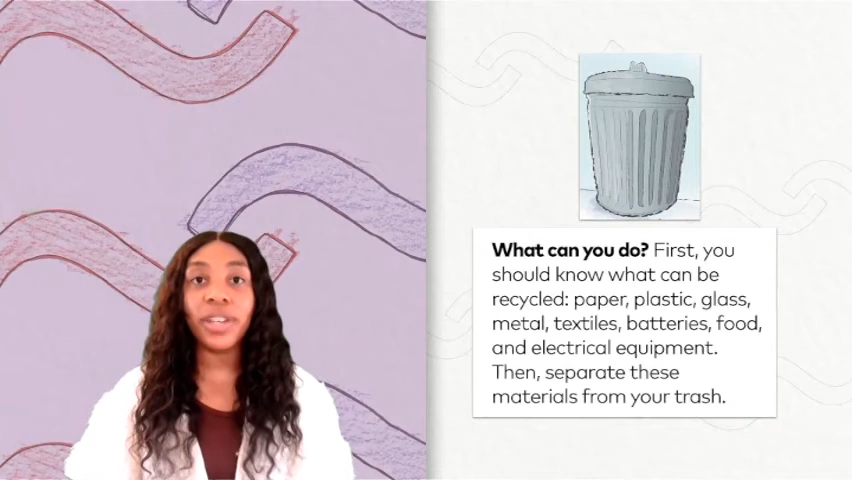 What can you do? First, you
should know what can be
recycled: paper, plastic, glass,
metal, textiles, batteries, food,
and electrical equipment.
Then, separate these
materials from your trash.